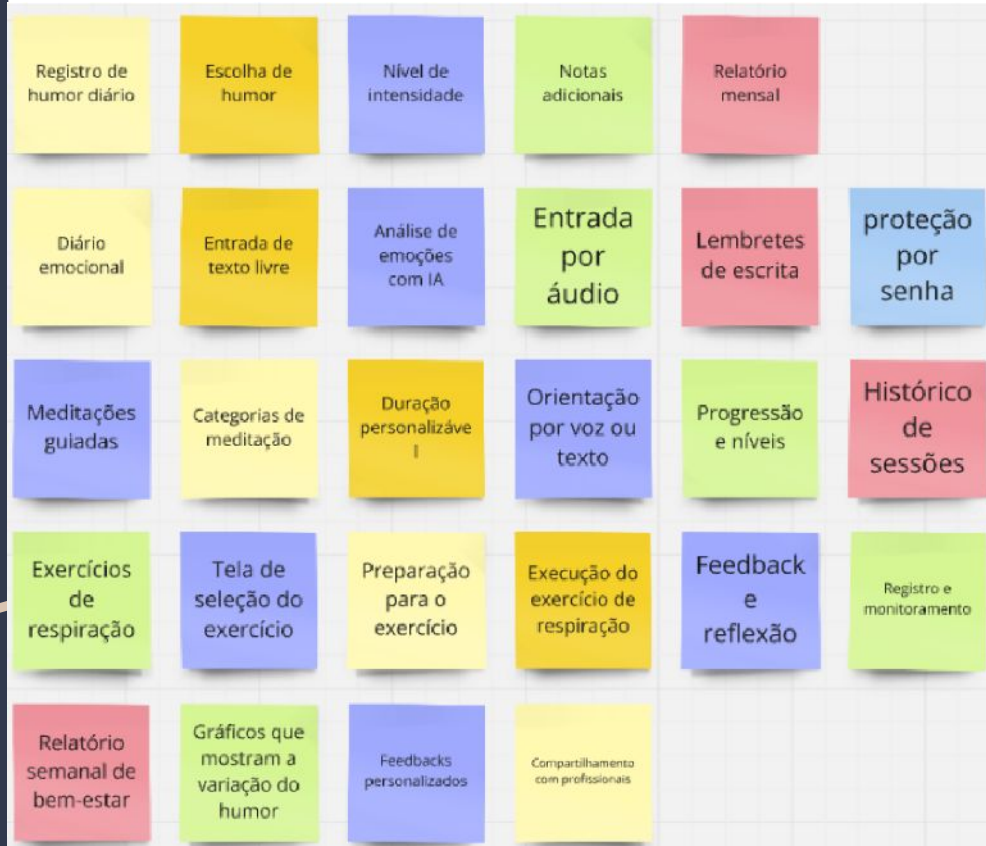 Registro de
humor diário
Escolha de
humor
Nível de
intensidade
Notas
adicionais
Relatório
mensal
Diário
emocional
Entrada de
texto livre
Análise de
emoções
com IA
Entrada
por
áudio
Lembretes
de escrita
proteção
por
senha
Meditações
guiadas
Categorias de
meditação
Duração
personalizáve
l
Orientação
por voz ou
texto
Progressão
e níveis
Histórico
de
sessões
Exercícios
de
respiração
Tela de
seleção do
exercício
Preparação
para o
exercício
Execução do
exercício de
respiração
Feedback
e
reflexão
Registro e
monitoramento
Relatório
semanal de
bem-estar
Gráficos que
mostram a
variação do
humor
Feedbacks
personalizados
Compartilhamento
com profissionais